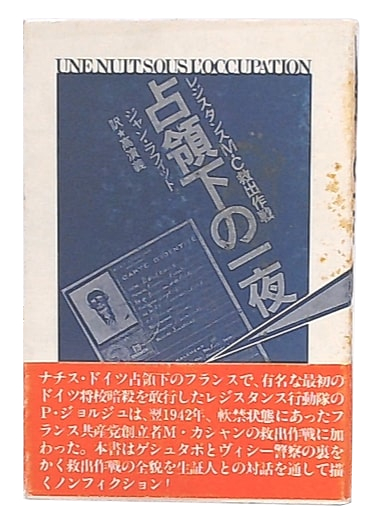 UNE NUIT SOUS L'OCCUPATION
レジスタンスM・C救出作戦
占領下の一夜
ジャン・ラフィット
訳★髙頭義
CARTE D'IDENTITÉ
ナチス・ドイツ占領下のフランスで、有名な最初の
ドイツ将校暗殺を敢行したレジスタンス行動隊の
P・ジョルジュは、翌1942年、軟禁状態にあったフ
ランス共産党創立者M・カシャンの救出作戦に加
わった。本書はゲシュタポとヴィシー警察の裏を
かく救出作戦の全貌を生証人との対話を通して描
くノンフィクション!